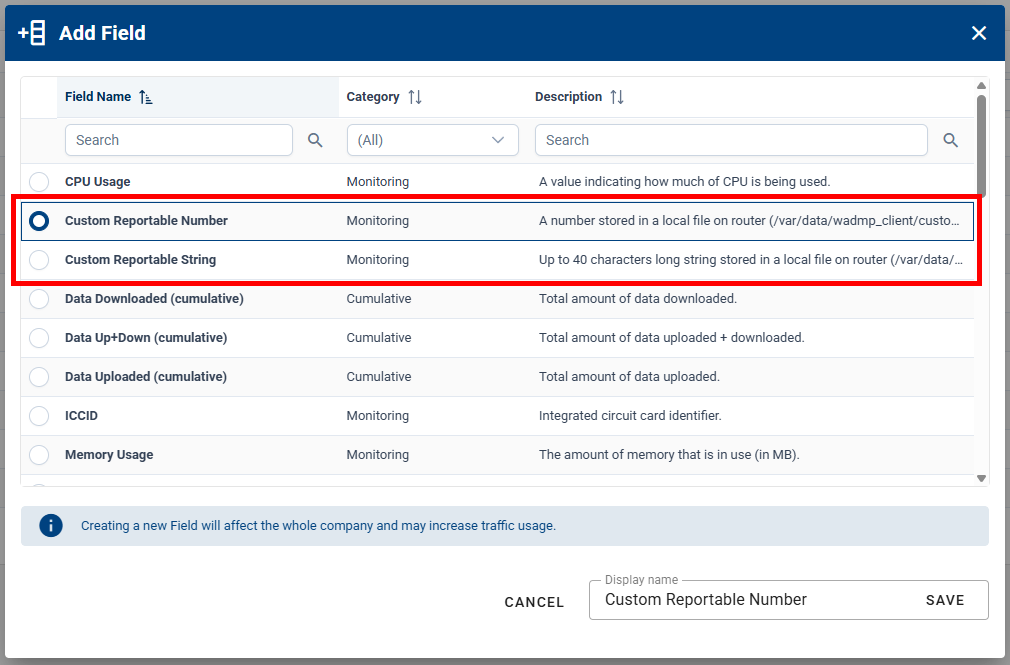 Add Field
Field Name Category Description
Search (All) Search
CPU Usage Monitoring A value indicating how much of CPU is being used.
Custom Reportable Number Monitoring A number stored in a local file on router (/var/data/wadmp_client/custo...
Custom Reportable String Monitoring Up to 40 characters long string stored in a local file on router (/var/data/...
Data Downloaded (cumulative) Cumulative Total amount of data downloaded.
Data Up+Down (cumulative) Cumulative Total amount of data uploaded + downloaded.
Data Uploaded (cumulative) Cumulative Total amount of data uploaded.
ICCID Monitoring Integrated circuit card identifier.
Memory Usage Monitoring The amount of memory that is in use (in MB).
Creating a new Field will affect the whole company and may increase traffic usage.
Display name
CANCEL Custom Reportable Number SAVE